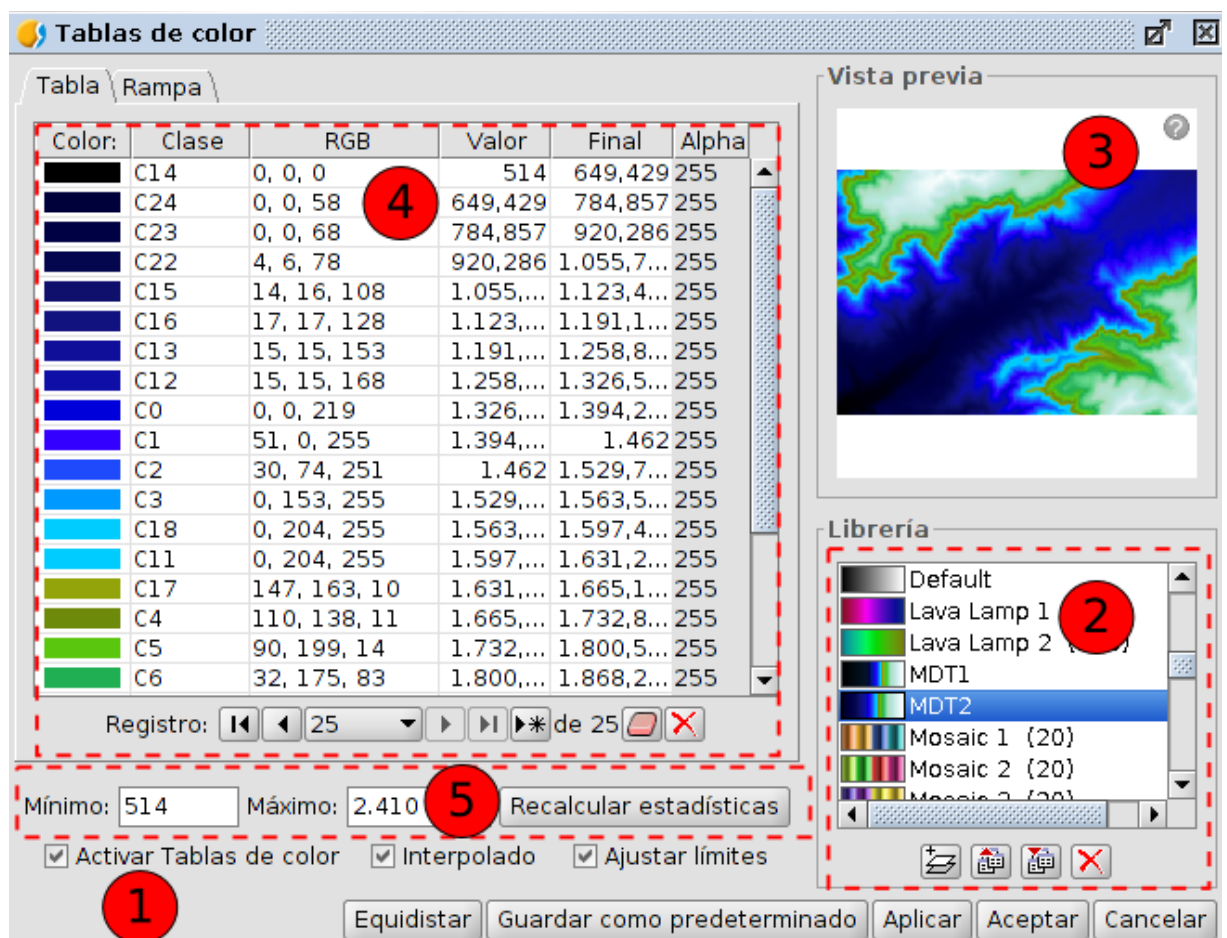 Tablas de color
Tabla Rampa
Color: Clase RGB Valor Final Alpha
C14 0, 0, 0 514 649,429 255
C24 0, 0, 58 649,429 784,857 255
C23 0, 0, 68 784,857 920,286 255
C22 4, 6, 78 920,286 1.055,7... 255
C15 14, 16, 108 1.055,... 1.123,4... 255
C16 17, 17, 128 1.123,... 1.191,1... 255
C13 15, 15, 153 1.191,... 1.258,8... 255
C12 15, 15, 168 1.258,... 1.326,5... 255
C0 0, 0, 219 1.326,... 1.394,2... 255
C1 51, 0, 255 1.394,... 1.462 255
C2 30, 74, 251 1.462 1.529,7... 255
C3 0, 153, 255 1.529,... 1.563,5... 255
C18 0, 204, 255 1.563,... 1.597,4... 255
C11 0, 204, 255 1.597,... 1.631,2... 255
C17 147, 163, 10 1.631,... 1.665,1... 255
C4 110, 138, 11 1.665,... 1.732,8... 255
C5 90, 199, 14 1.732,... 1.800,5... 255
C6 32, 175, 83 1.800,... 1.868,2... 255
4
Registro: 25 de 25
Mínimo: 514 Máximo: 2.410 5 Recalcular estadísticas
Activar Tablas de color Interpolado Ajustar límites
1
Vista previa
?
3
Librería
Default
Lava Lamp 1
Lava Lamp 2
MDT1
MDT2
Mosaic 1 (20)
Mosaic 2 (20)
2
Equidistar Guardar como predeterminado Aplicar Aceptar Cancelar